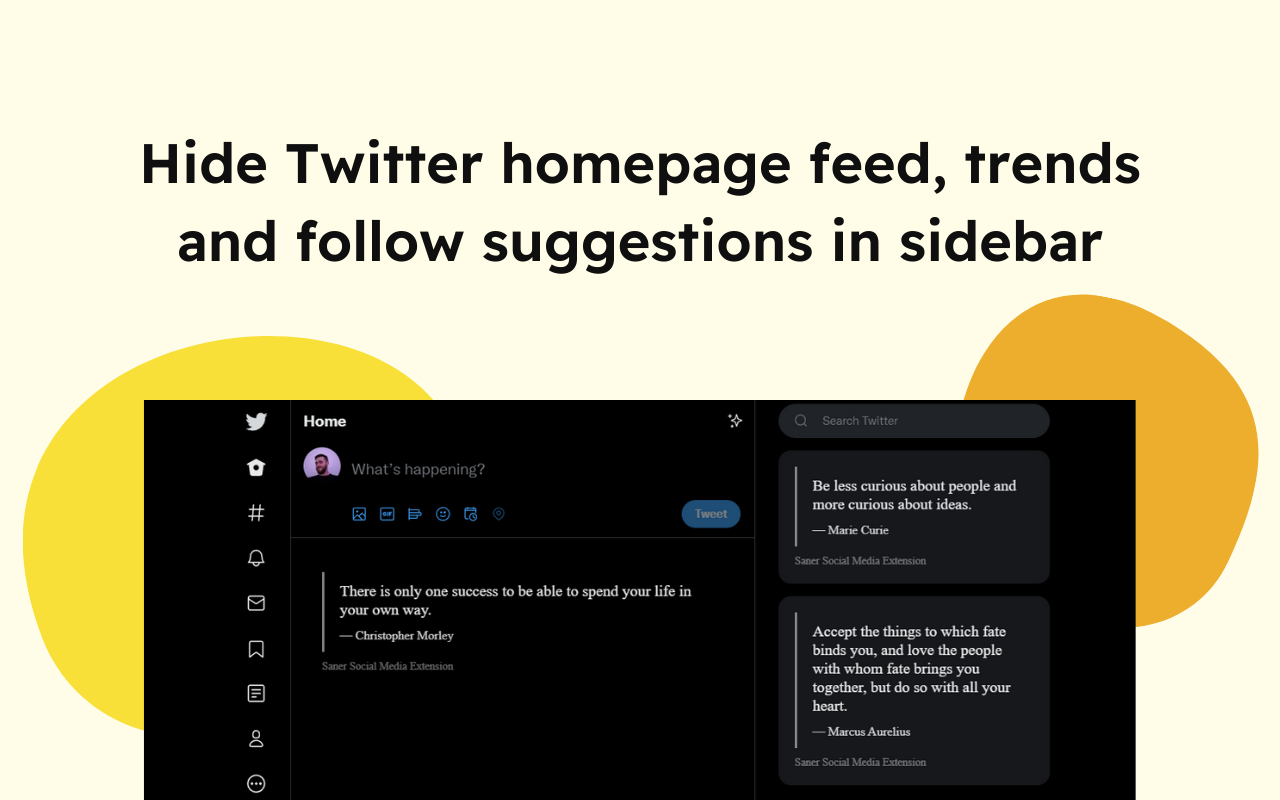 Hide Twitter homepage feed, trends
and follow suggestions in sidebar
Home
What's happening?
GIF
Tweet
There is only one success to be able to spend your life in
your own way.
— Christopher Morley
Saner Social Media Extension
Search Twitter
Be less curious about people and
more curious about ideas.
— Marie Curie
Saner Social Media Extension
Accept the things to which fate
binds you, and love the people
with whom fate brings you
together, but do so with all your
heart.
— Marcus Aurelius
Saner Social Media Extension